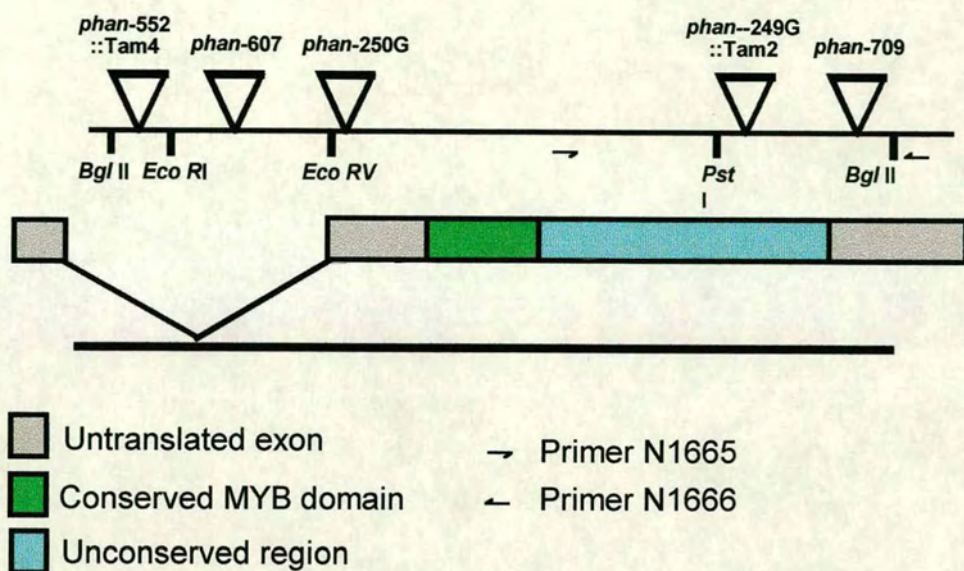 phan-552
::Tam4
phan-607
phan-250G
phan--249G
::Tam2
phan-709
Bgl II
Eco RI
Eco RV
Pst
I
Bgl II
Untranslated exon
Conserved MYB domain
Unconserved region
Primer N1665
Primer N1666